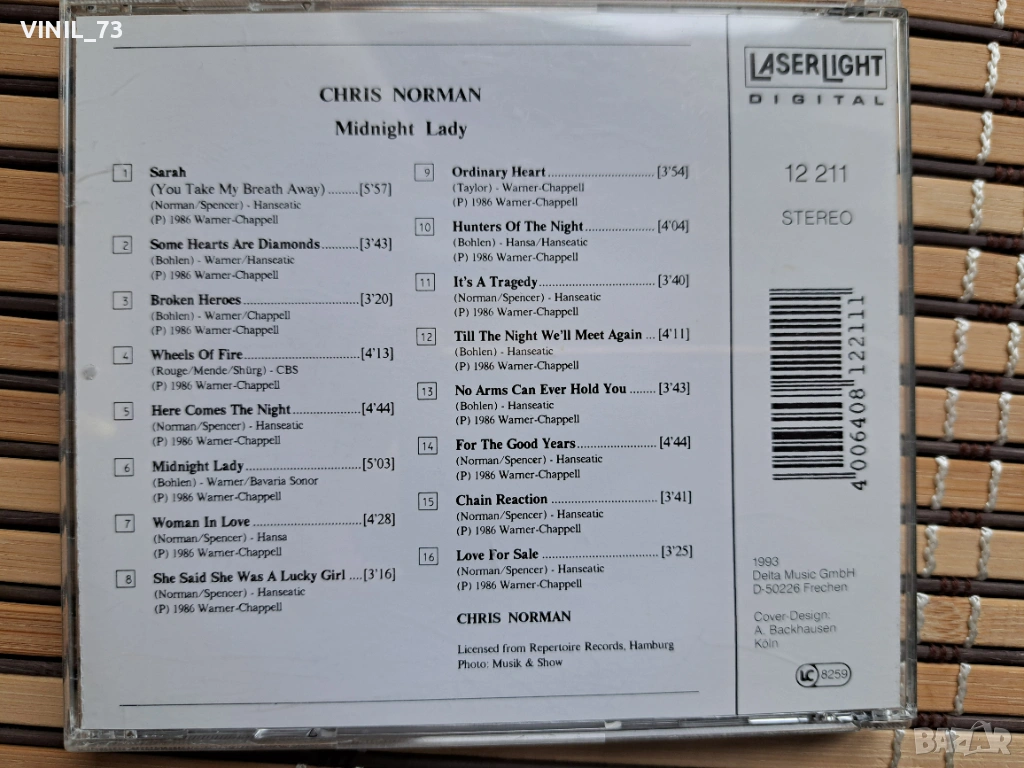 VINIL_73
CHRIS NORMAN
Midnight Lady
1 Sarah
(You Take My Breath Away) ........[5'57]
(Norman/Spencer) - Hanseatic
(P) 1986 Warner-Chappell
2 Some Hearts Are Diamonds..........[3'43]
(Bohlen) - Warner/Hanseatic
(P) 1986 Warner-Chappell
3 Broken Heroes................................[3'20]
(Bohlen) - Warner/Chappell
(P) 1986 Warner-Chappell
4 Wheels Of Fire................................[4'13]
(Rouge/Mende/Shürg) - CBS
(P) 1986 Warner-Chappell
5 Here Comes The Night...................[4'44]
(Norman/Spencer) - Hanseatic
(P) 1986 Warner-Chappell
6 Midnight Lady................................[5'03]
(Bohlen) - Warner/Bavaria Sonor
(P) 1986 Warner-Chappell
7 Woman In Love ..............................[4'28]
(Norman/Spencer) - Hansa
(P) 1986 Warner-Chappell
8 She Said She Was A Lucky Girl ....[3'16]
(Norman/Spencer) - Hanseatic
(P) 1986 Warner-Chappell
9 Ordinary Heart..............................[3'54]
(Taylor) - Warner-Chappell
(P) 1986 Warner-Chappell
10 Hunters Of The Night....................[4'04]
(Bohlen) - Hansa/Hanseatic
(P) 1986 Warner-Chappell
11 It's A Tragedy................................[3'40]
(Norman/Spencer) - Hanseatic
(P) 1986 Warner-Chappell
12 Till The Night We'll Meet Again ...[4'11]
(Bohlen) - Hanseatic
(P) 1986 Warner-Chappell
13 No Arms Can Ever Hold You ........[3'43]
(Bohlen) - Hanseatic
(P) 1986 Warner-Chappell
14 For The Good Years.......................[4'44]
(Norman/Spencer) - Hanseatic
(P) 1986 Warner-Chappell
15 Chain Reaction ..............................[3'41]
(Norman/Spencer) - Hanseatic
(P) 1986 Warner-Chappell
16 Love For Sale ................................[3'25]
(Norman/Spencer) - Hanseatic
(P) 1986 Warner-Chappell
CHRIS NORMAN
Licensed from Repertoire Records, Hamburg
Photo: Musik & Show
LASERLIGHT
DIGITAL
12 211
STEREO
4 006408 122111
1993
Delta Music GmbH
D-50226 Frechen
Cover-Design:
A. Backhausen
Köln
LC 8259
BAZAR